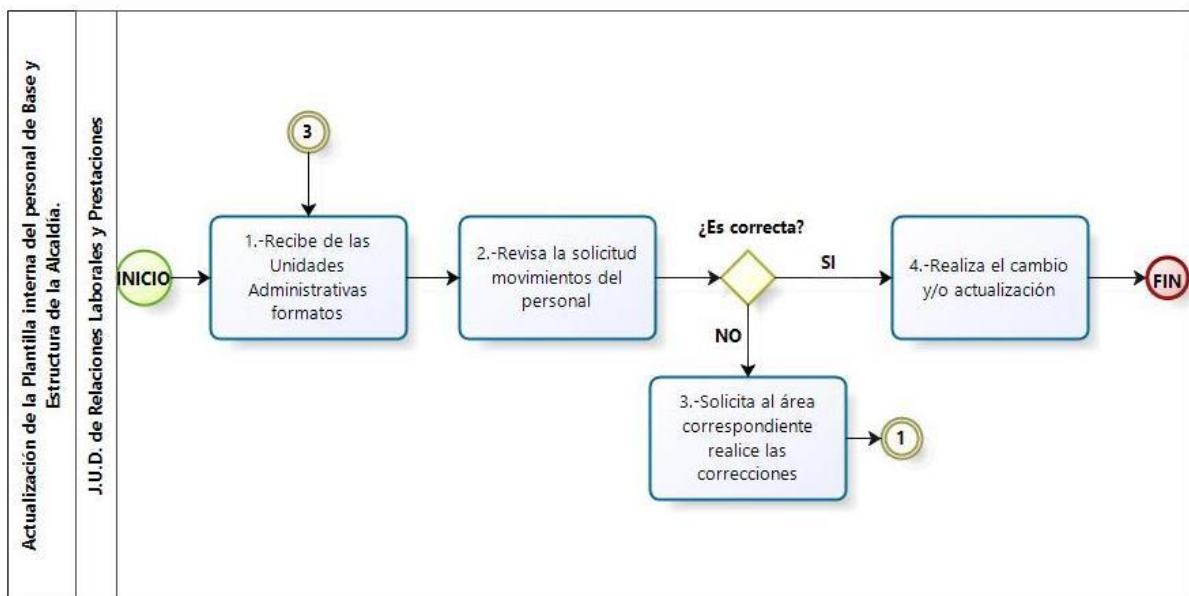 Actualización de la Plantilla interna del personal de Base y
Estructura de la Alcaldía.
J.U.D. de Relaciones Laborales y Prestaciones
3
INICIO
1.-Recibe de las
Unidades
Administrativas
formatos
2.-Revisa la solicitud
movimientos del
personal
¿Es correcta?
SI
NO
4.-Realiza el cambio
y/o actualización
FIN
3.-Solicita al área
correspondiente
realice las
correcciones
1